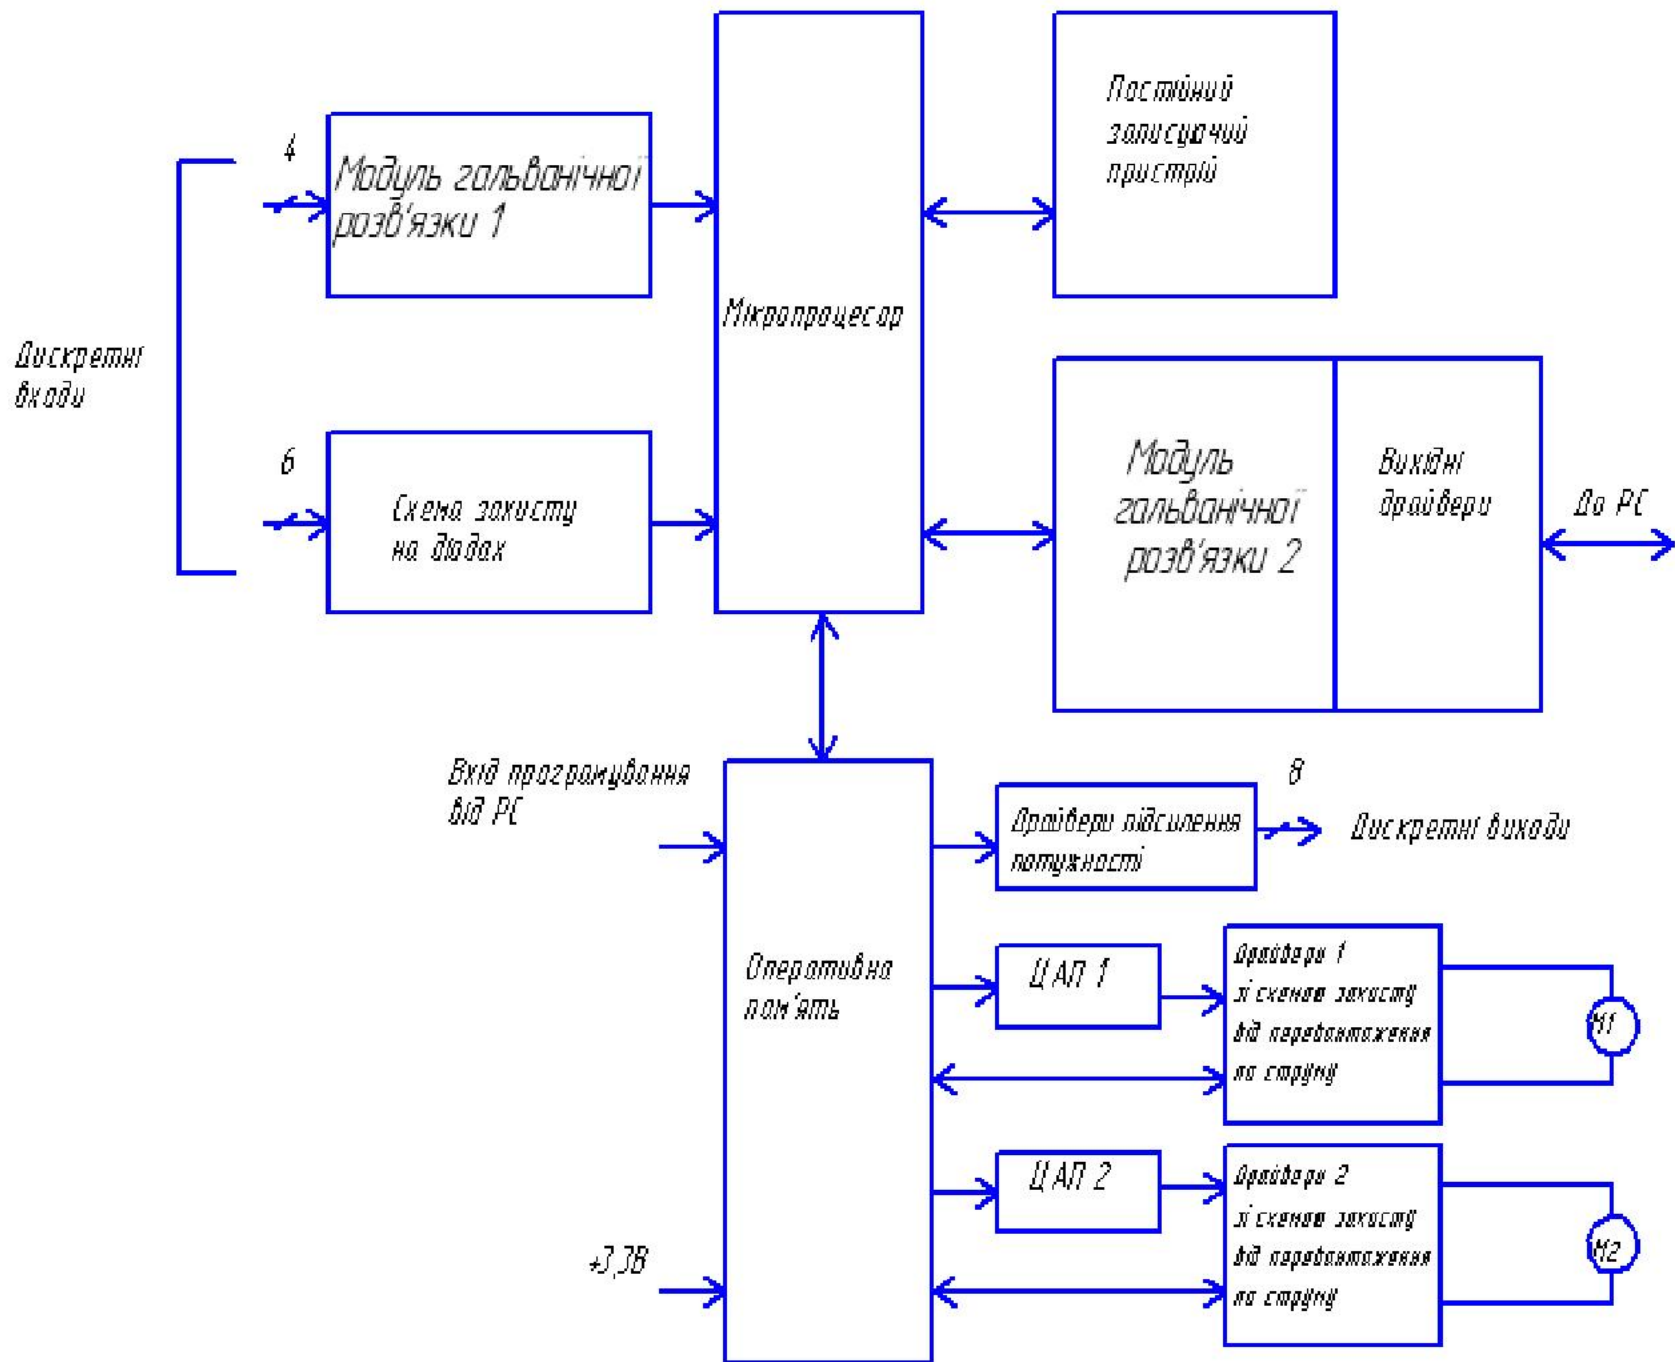 4
Модуль гальванічної
розв'язки 1
Дискретні
входи
6
Схема захисту
на діодах
Мікропроцесор
Постійний
записуючий
пристрій
Модуль
гальванічної
розв'язки 2
Вихідні
драйвери
До PC
Вхід програмування
від PC
+3,3В
Оперативна
пам'ять
Драйвери підсилення
потужності
8
Дискретні виходи
ЦАП 1
Драйвери 1
зі схемою захисту
від перевантаження
по струму
М1
ЦАП 2
Драйвери 2
зі схемою захисту
від перевантаження
по струму
М2